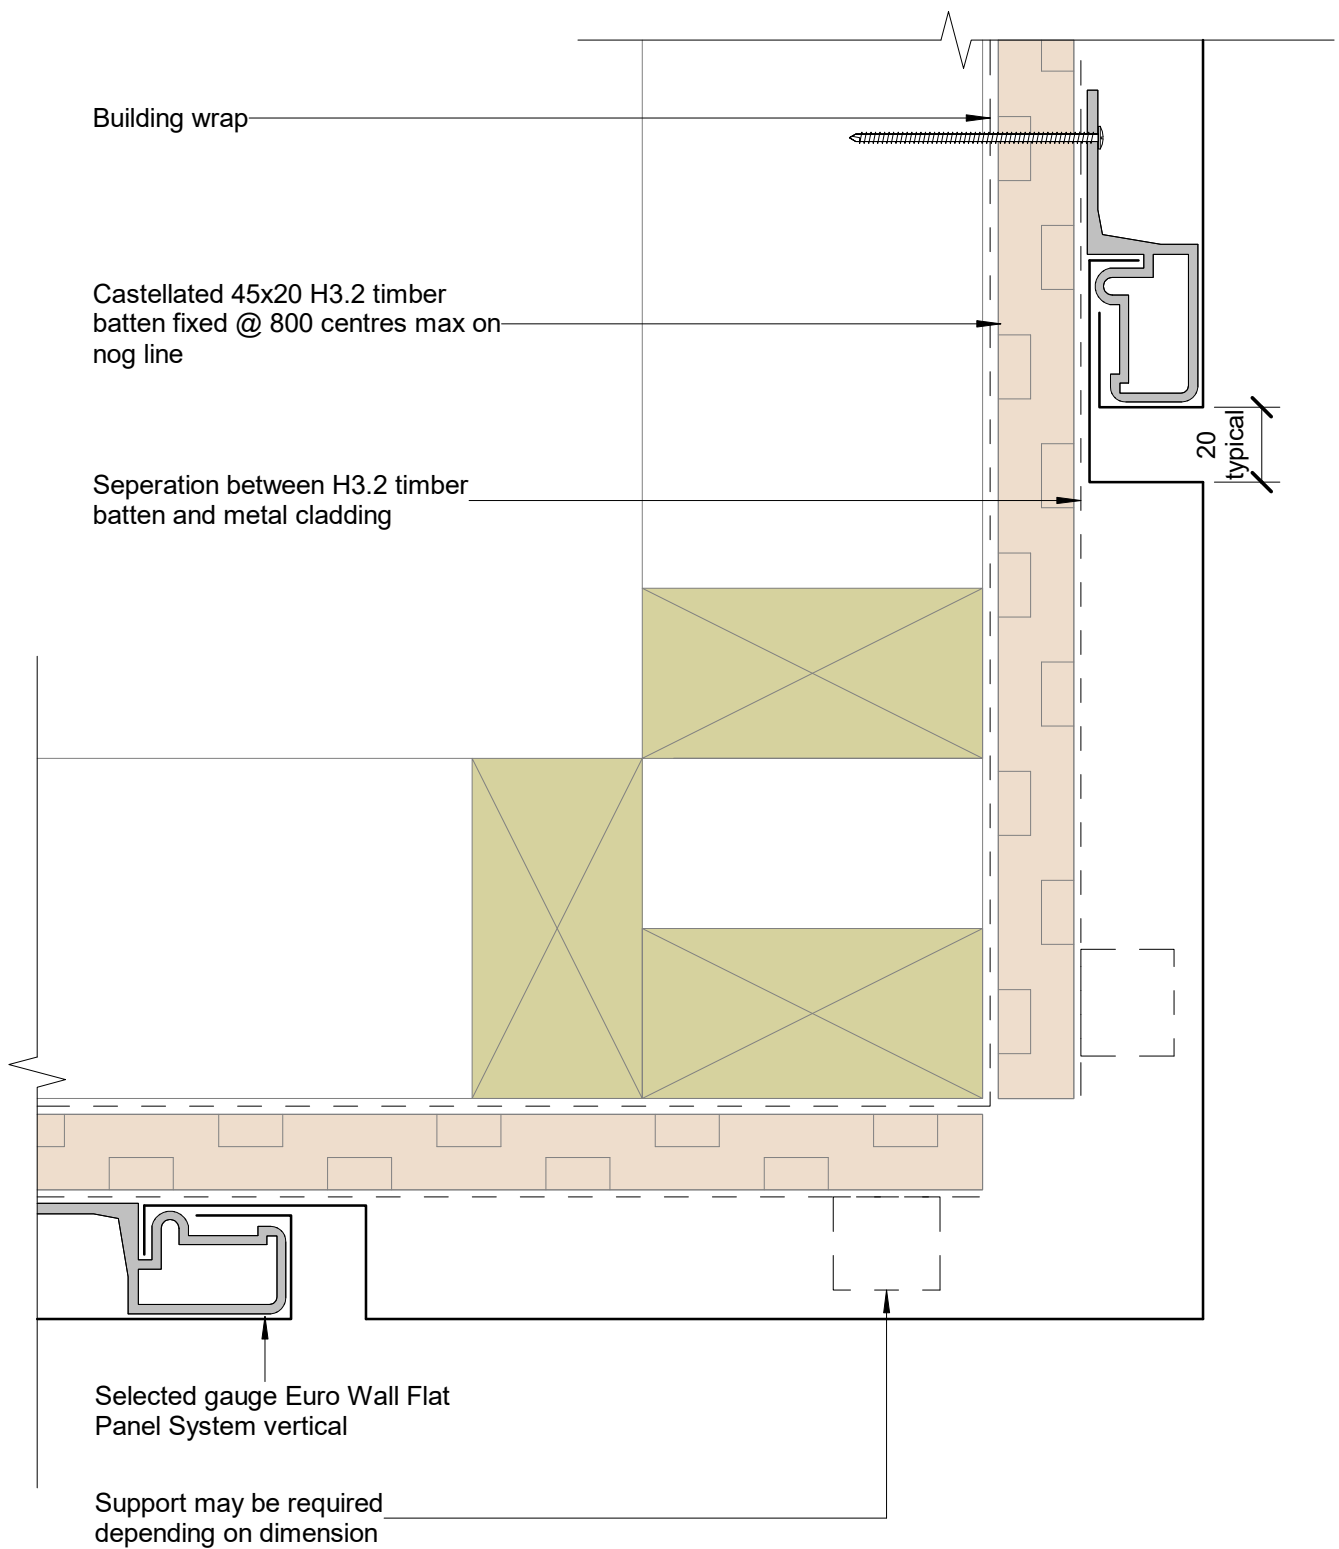 Building wrap
Castellated 45x20 H3.2 timber
batten fixed @ 800 centres max on
nog line
20
typical
Seperation between H3.2 timber
batten and metal cladding
Selected gauge Euro Wall Flat
Panel System vertical
Support may be required
depending on dimension